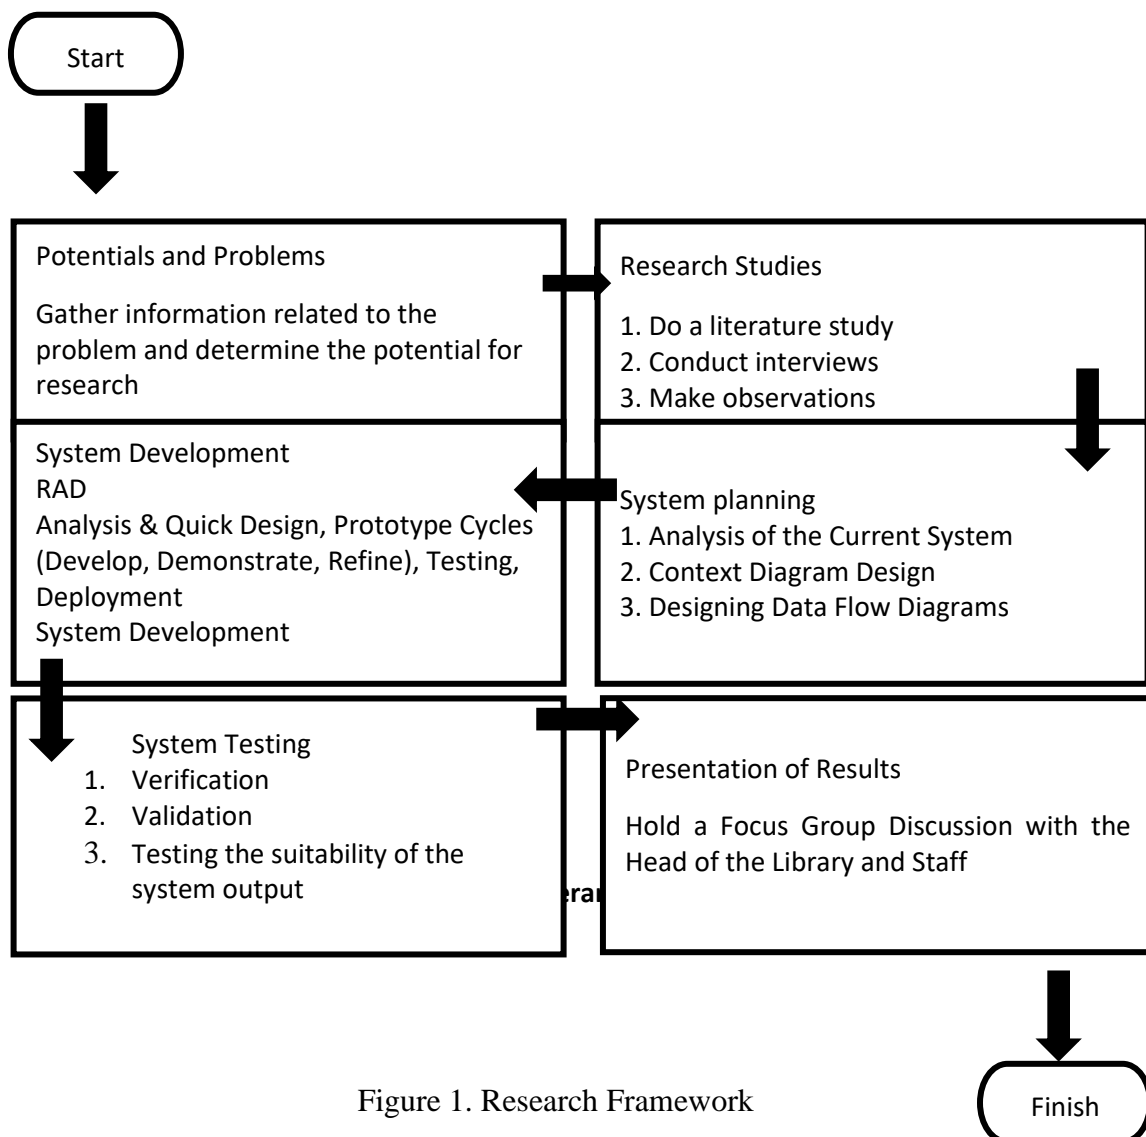 Start
Potentials and Problems
Gather information related to the
problem and determine the potential for
research
Research Studies
1. Do a literature study
2. Conduct interviews
3. Make observations
System planning
1. Analysis of the Current System
2. Context Diagram Design
3. Designing Data Flow Diagrams
System Development
RAD
Analysis & Quick Design, Prototype Cycles
(Develop, Demonstrate, Refine), Testing,
Deployment
System Development
System Testing
1. Verification
2. Validation
3. Testing the suitability of the
system output
Presentation of Results
Hold a Focus Group Discussion with the
Head of the Library and Staff
Finish
Figure 1. Research Framework